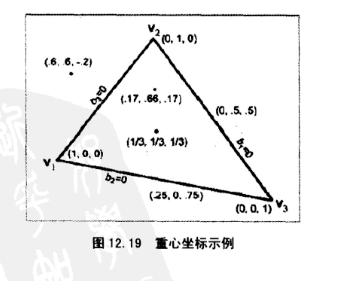 V2
(0, 1, 0)
(.6, .6, -.2)
b3=0
(.17, .66, .17)
(0, .5, .5)
(1/3, 1/3, 1/3)
b1=0
(1, 0, 0)
V1
b2=0
(.25, 0, .75)
(0, 0, 1)
V3
图 12.19 重心坐标示例